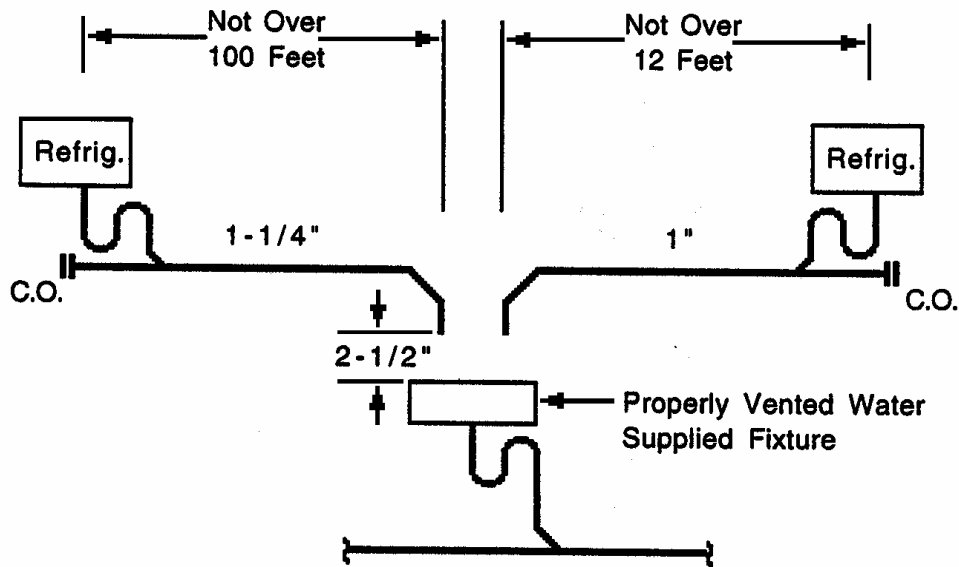 Not Over
100 Feet
Not Over
12 Feet
Refrig.
Refrig.
1-1/4"
1"
C.O.
C.O.
2-1/2"
Properly Vented Water
Supplied Fixture